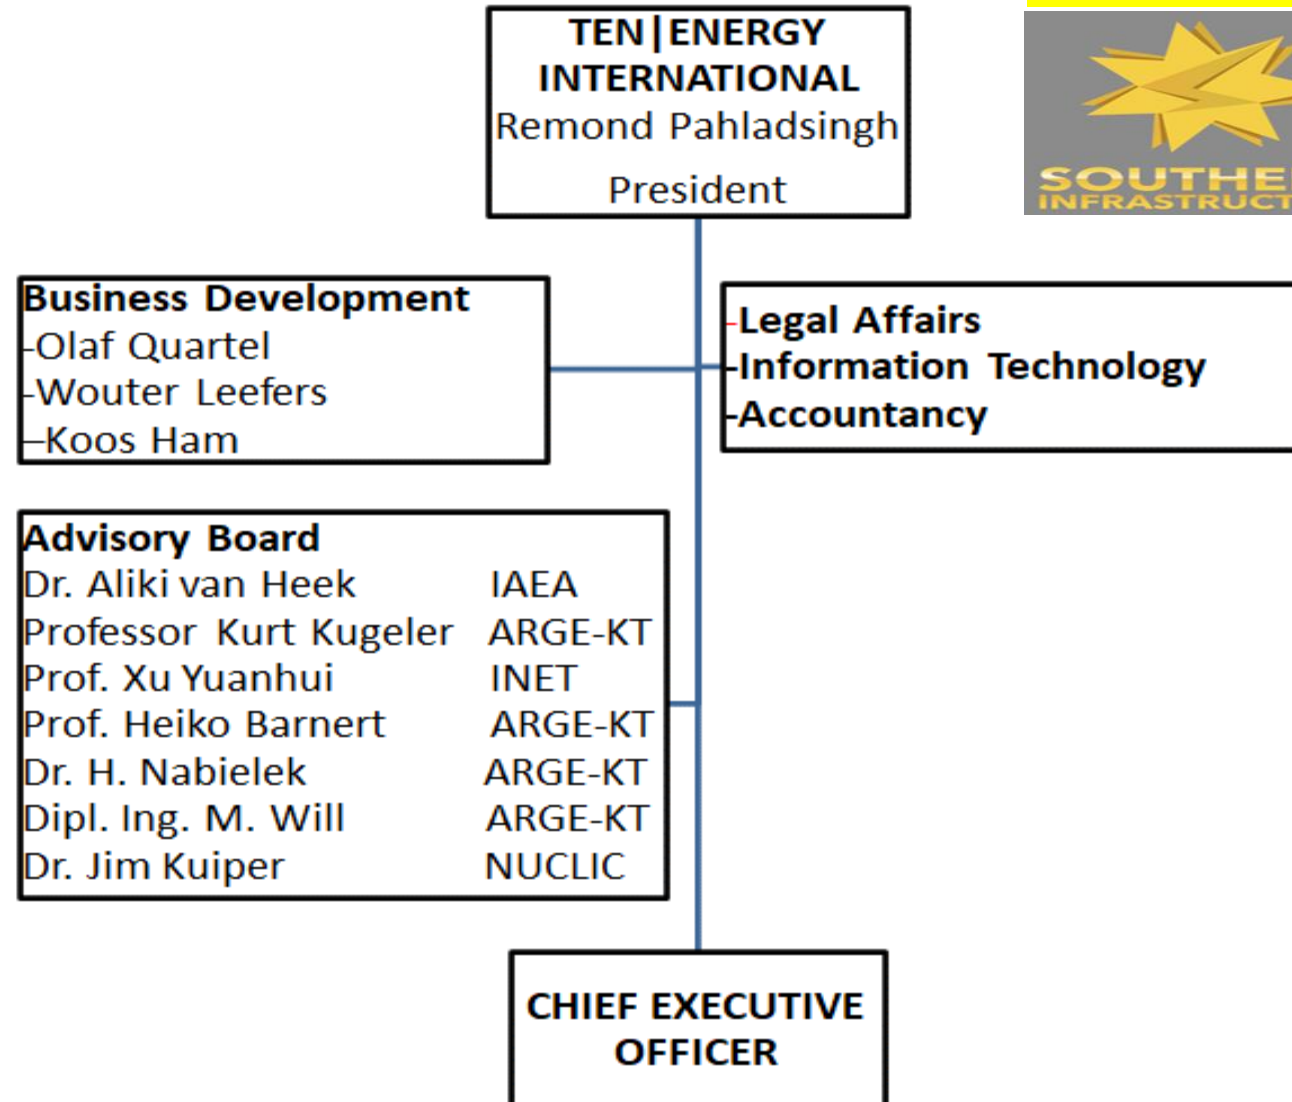 TEN|ENERGY
INTERNATIONAL
Remond Pahladsingh
President
SOUTHE
INFRASTRUCT
Business Development
-Olaf Quartel
-Wouter Leefers
–Koos Ham
-Legal Affairs
-Information Technology
-Accountancy
Advisory Board
Dr. Aliki van Heek IAEA
Professor Kurt Kugeler ARGE-KT
Prof. Xu Yuanhui INET
Prof. Heiko Barnert ARGE-KT
Dr. H. Nabielek ARGE-KT
Dipl. Ing. M. Will ARGE-KT
Dr. Jim Kuiper NUCLIC
CHIEF EXECUTIVE
OFFICER